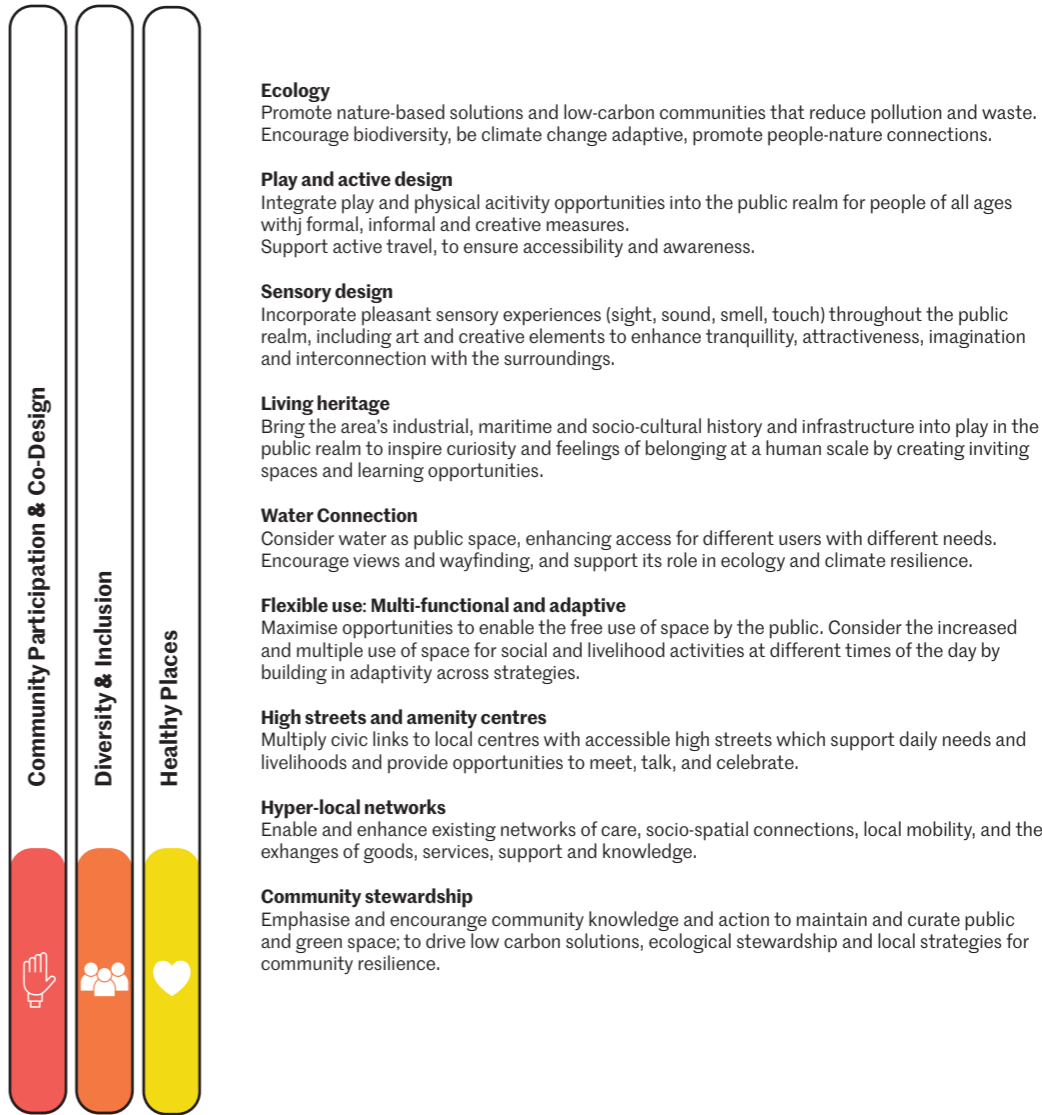 Community Participation & Co-Design
Diversity & Inclusion
Healthy Places
Ecology
Promote nature-based solutions and low-carbon communities that reduce pollution and waste.
Encourage biodiversity, be climate change adaptive, promote people-nature connections.
Play and active design
Integrate play and physical acitivity opportunities into the public realm for people of all ages
withj formal, informal and creative measures.
Support active travel, to ensure accessibility and awareness.
Sensory design
Incorporate pleasant sensory experiences (sight, sound, smell, touch) throughout the public
realm, including art and creative elements to enhance tranquillity, attractiveness, imagination
and interconnection with the surroundings.
Living heritage
Bring the area's industrial, maritime and socio-cultural history and infrastructure into play in the
public realm to inspire curiosity and feelings of belonging at a human scale by creating inviting
spaces and learning opportunities.
Water Connection
Consider water as public space, enhancing access for different users with different needs.
Encourage views and wayfinding, and support its role in ecology and climate resilience.
Flexible use: Multi-functional and adaptive
Maximise opportunities to enable the free use of space by the public. Consider the increased
and multiple use of space for social and livelihood activities at different times of the day by
building in adaptivity across strategies.
High streets and amenity centres
Multiply civic links to local centres with accessible high streets which support daily needs and
livelihoods and provide opportunities to meet, talk, and celebrate.
Hyper-local networks
Enable and enhance existing networks of care, socio-spatial connections, local mobility, and the
exhanges of goods, services, support and knowledge.
Community stewardship
Emphasise and encourange community knowledge and action to maintain and curate public
and green space; to drive low carbon solutions, ecological stewardship and local strategies for
community resilience.